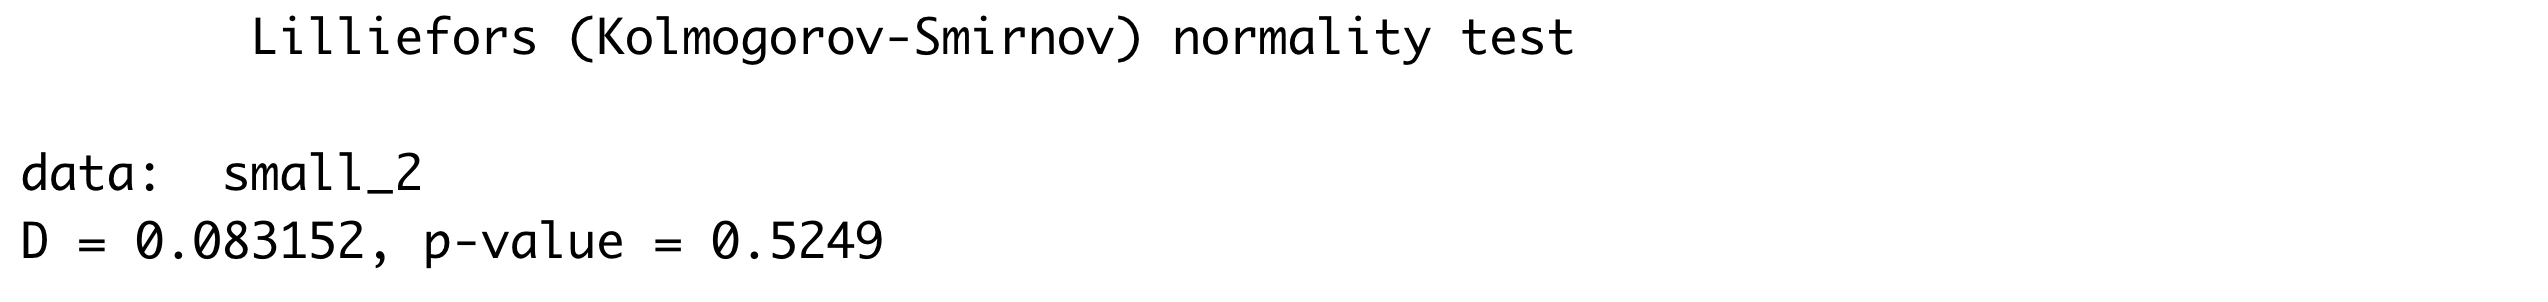 Lilliefors (Kolmogorov-Smirnov) normality test
data:  small_2
D = 0.083152, p-value = 0.5249